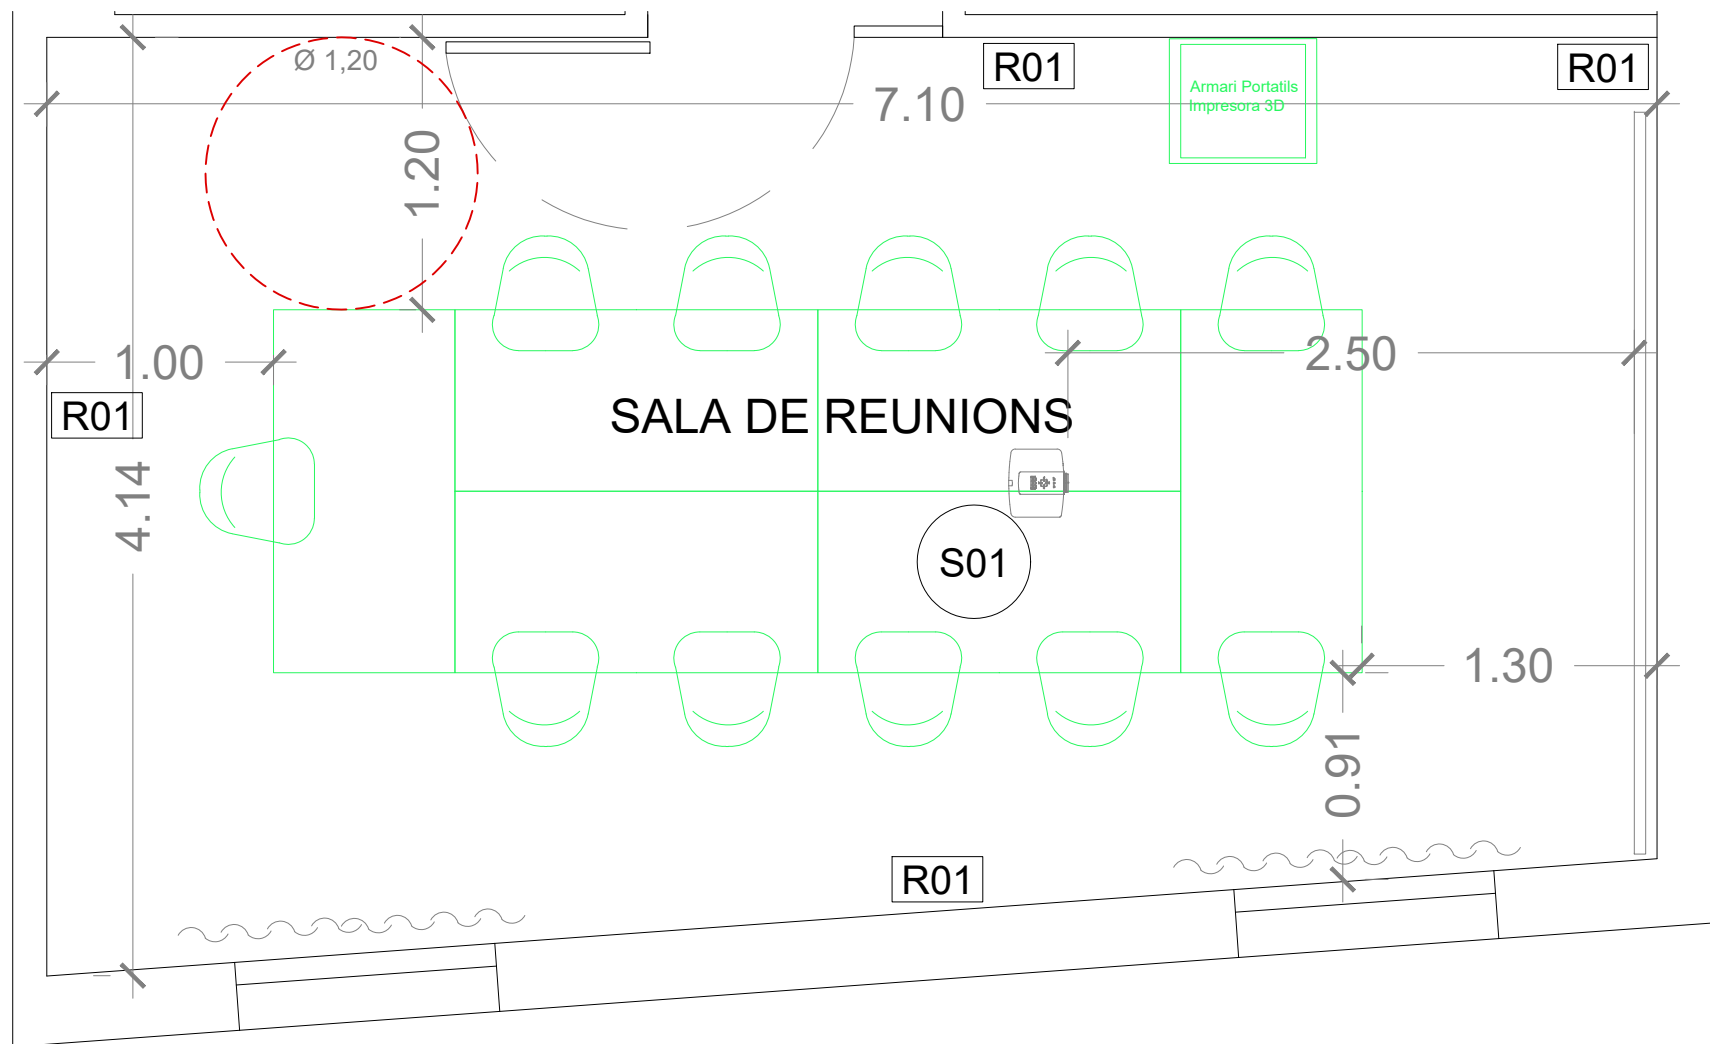 Ø 1,20
R01
R01
Armari Portatils
Impresora 3D
7.10
1.20
1.00
2.50
R01
SALA DE REUNIONS
4.14
S01
1.30
0.91
R01